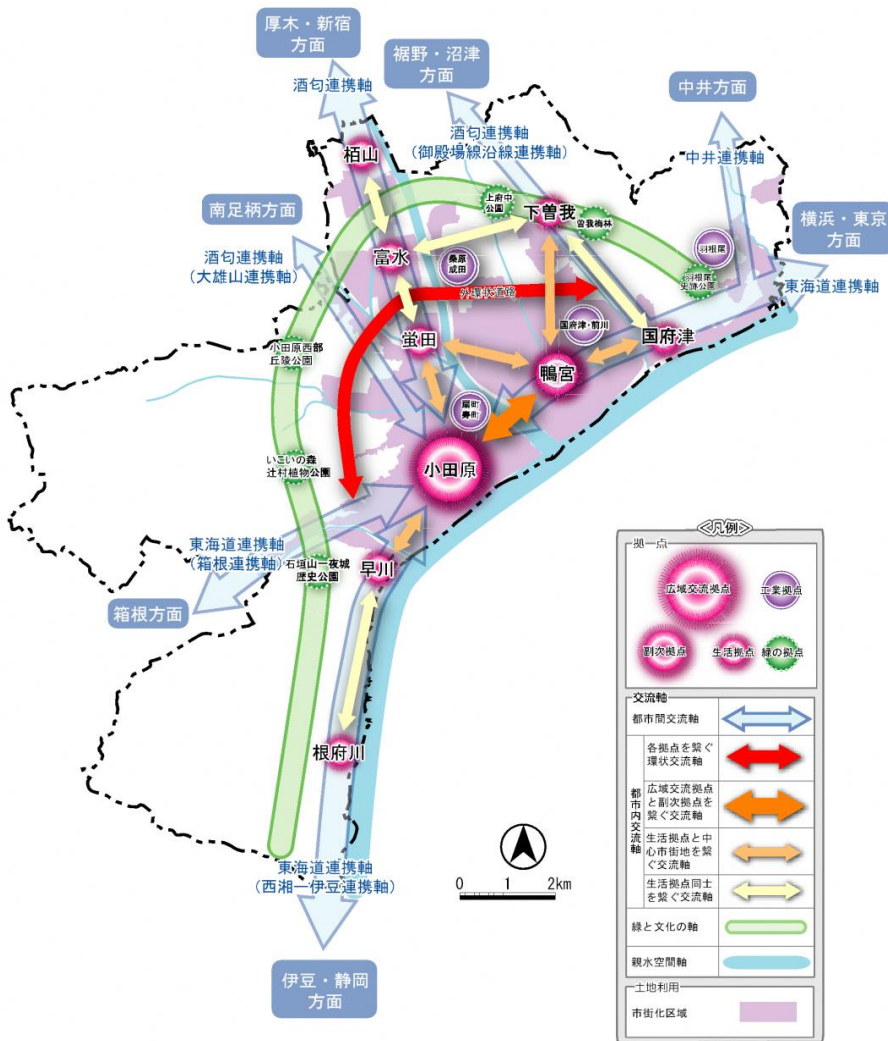 厚木・新宿
方面
裾野・沼津
方面
中井方面
酒匂連携軸
酒匂連携軸
(御殿場線沿線連携軸)
中井連携軸
栢山
南足柄方面
上府中
公園
下曽我
曽我梅林
横浜・東京
方面
酒匂連携軸
(大雄山連携軸)
富水
桑原
成田
羽根尾
羽根尾
史跡公園
東海道連携軸
外環状道路
小田原西部
丘陵公園
蛍田
国府津・前川
国府津
鴨宮
扇町
寿町
いこいの森
辻村植物公園
小田原
東海道連携軸
(箱根連携軸)
石垣山一夜城
歴史公園
早川
箱根方面
根府川
東海道連携軸
(西湘ー伊豆連携軸)
伊豆・静岡
方面
0 1 2km
<凡例>
拠点
広域交流拠点
工業拠点
副次拠点
生活拠点
緑の拠点
交流軸
都市間交流軸
都市内交流軸
各拠点を繋ぐ
環状交流軸
広域交流拠点
と副次拠点を
繋ぐ交流軸
生活拠点と中
心市街地を繋
ぐ交流軸
生活拠点同士
を繋ぐ交流軸
緑と文化の軸
親水空間軸
土地利用
市街化区域